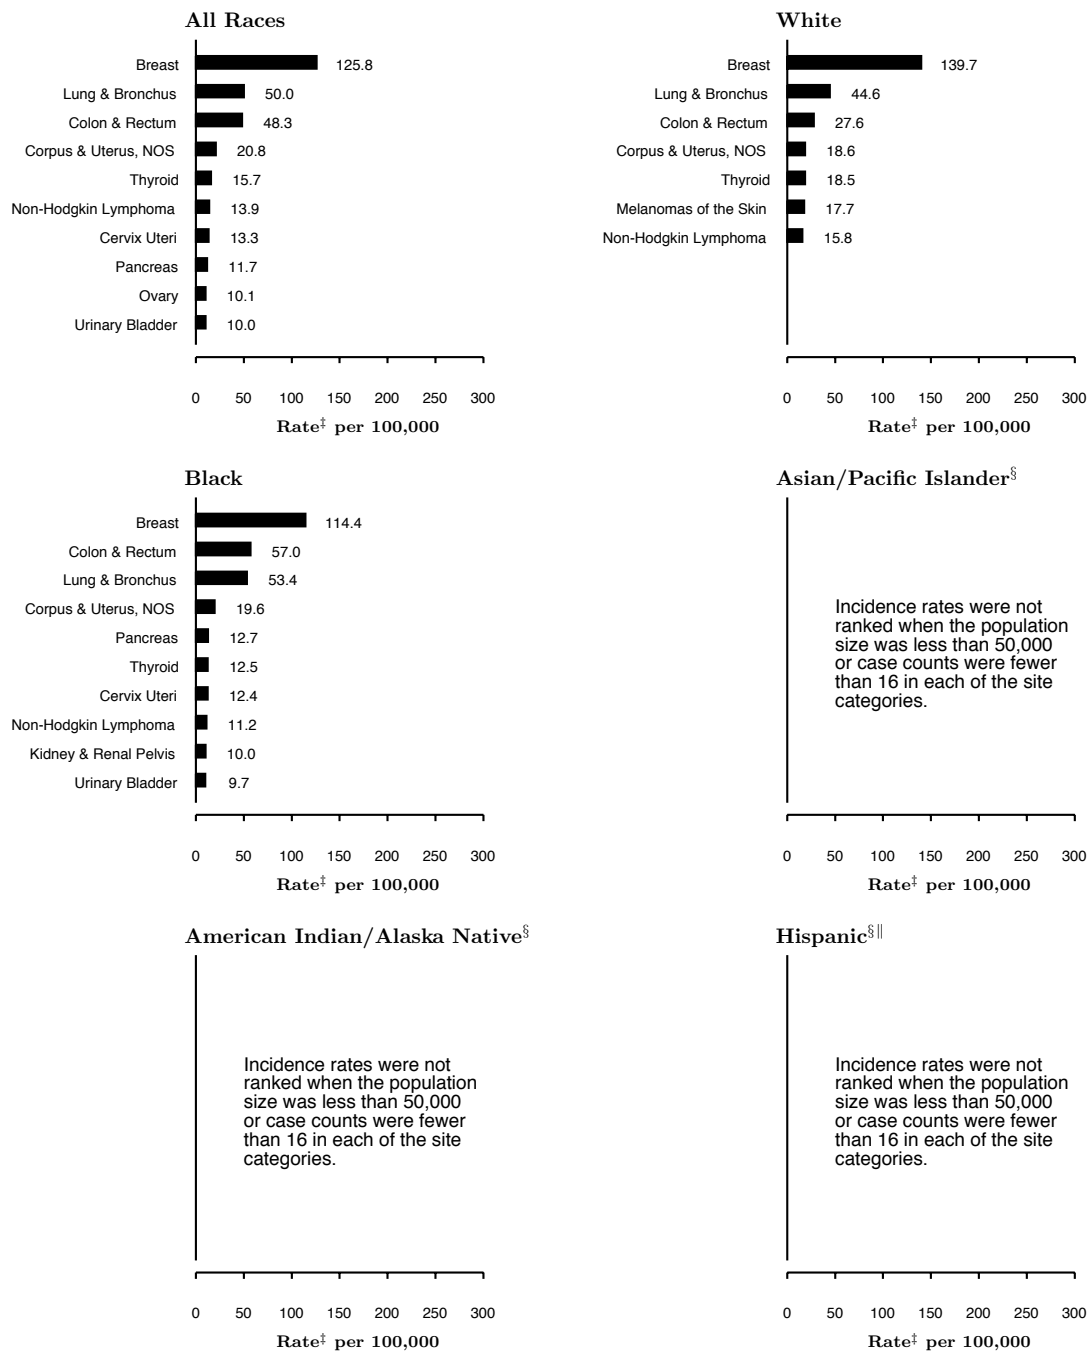 All Races
Breast 125.8
Lung & Bronchus 50.0
Colon & Rectum 48.3
Corpus & Uterus, NOS 20.8
Thyroid 15.7
Non-Hodgkin Lymphoma 13.9
Cervix Uteri 13.3
Pancreas 11.7
Ovary 10.1
Urinary Bladder 10.0
0 50 100 150 200 250 300
Rate‡ per 100,000
White
Breast 139.7
Lung & Bronchus 44.6
Colon & Rectum 27.6
Corpus & Uterus, NOS 18.6
Thyroid 18.5
Melanomas of the Skin 17.7
Non-Hodgkin Lymphoma 15.8
0 50 100 150 200 250 300
Rate‡ per 100,000
Black
Breast 114.4
Colon & Rectum 57.0
Lung & Bronchus 53.4
Corpus & Uterus, NOS 19.6
Pancreas 12.7
Thyroid 12.5
Cervix Uteri 12.4
Non-Hodgkin Lymphoma 11.2
Kidney & Renal Pelvis 10.0
Urinary Bladder 9.7
0 50 100 150 200 250 300
Rate‡ per 100,000
Asian/Pacific Islander§
Incidence rates were not
ranked when the population
size was less than 50,000
or case counts were fewer
than 16 in each of the site
categories.
0 50 100 150 200 250 300
Rate‡ per 100,000
American Indian/Alaska Native§
Incidence rates were not
ranked when the population
size was less than 50,000
or case counts were fewer
than 16 in each of the site
categories.
0 50 100 150 200 250 300
Rate‡ per 100,000
Hispanic§‖
Incidence rates were not
ranked when the population
size was less than 50,000
or case counts were fewer
than 16 in each of the site
categories.
0 50 100 150 200 250 300
Rate‡ per 100,000